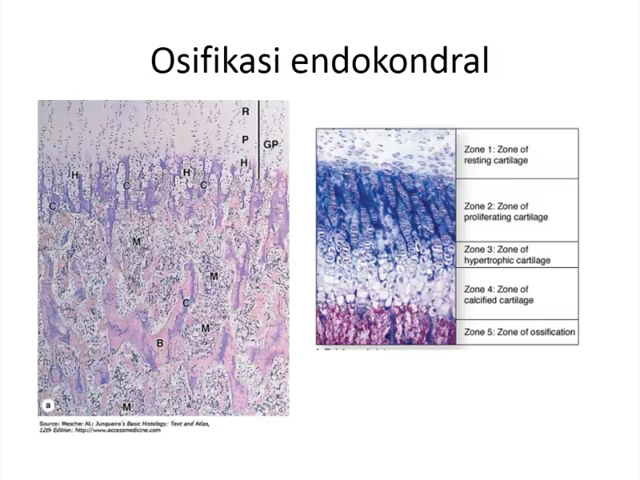 Osifikasi endokondral
R
P
GP
H
H
H
C
C
C
M
M
C
M
B
M
a
Source: Mescher AL: Junqueira's Basic Histology: Text and Atlas,
12th Edition: http://www.accessmedicine.com
Zone 1: Zone of
resting cartilage
Zone 2: Zone of
proliferating cartilage
Zone 3: Zone of
hypertrophic cartilage
Zone 4: Zone of
calcified cartilage
Zone 5: Zone of ossification